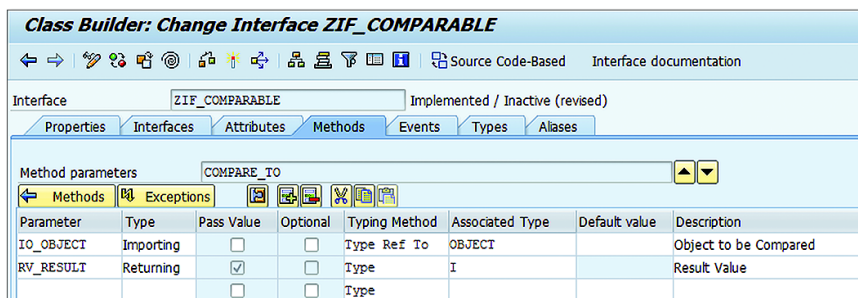 Class Builder: Change Interface ZIF_COMPARABLE
Source Code-Based Interface documentation
Interface ZIF_COMPARABLE Implemented / Inactive (revised)
Properties Interfaces Attributes Methods Events Types Aliases
Method parameters COMPARE_TO
Methods Exceptions
Parameter Type Pass Value Optional Typing Method Associated Type Default value Description
IO_OBJECT Importing Type Ref To OBJECT Object to be Compared
RV_RESULT Returning Type I Result Value
Type